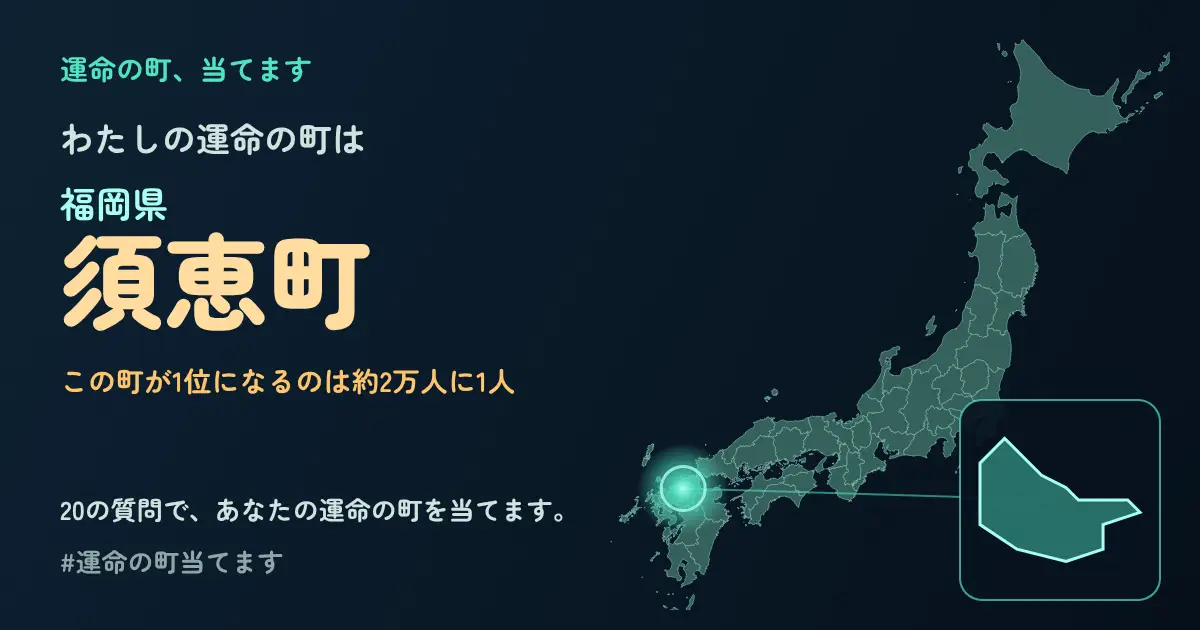 運命の町、当てます
わたしの運命の町は
福岡県
須恵町
この町が1位になるのは約2万人に1人
20の質問で、あなたの運命の町を当てます。
#運命の町当てます